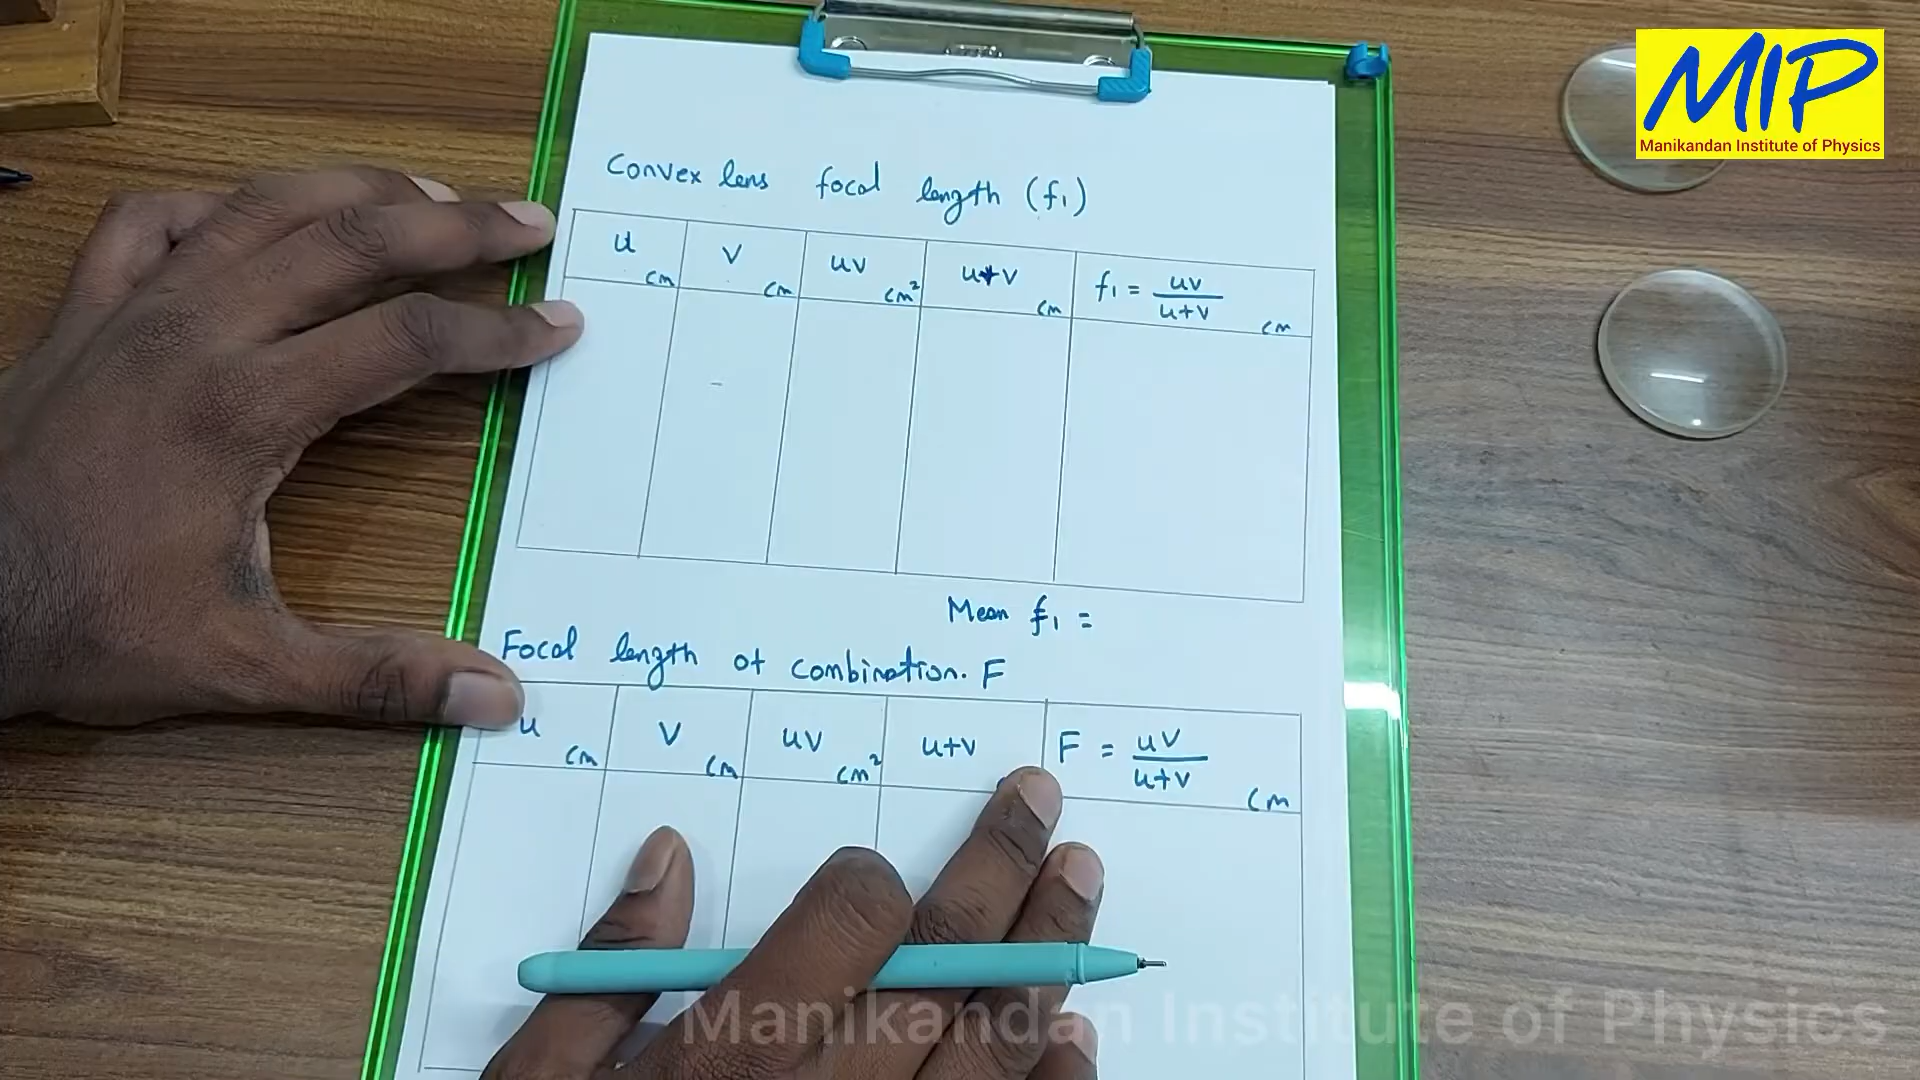 MIP
Manikandan Institute of Physics
Convex lens focal length (f₁)
u cm V cm uv cm² u+v cm f₁ = uv/u+v cm
Mean f₁ =
Focal length of combination. F
u cm V cm uv cm² u+v F = uv/u+v cm
Manikandan Institute of Physics